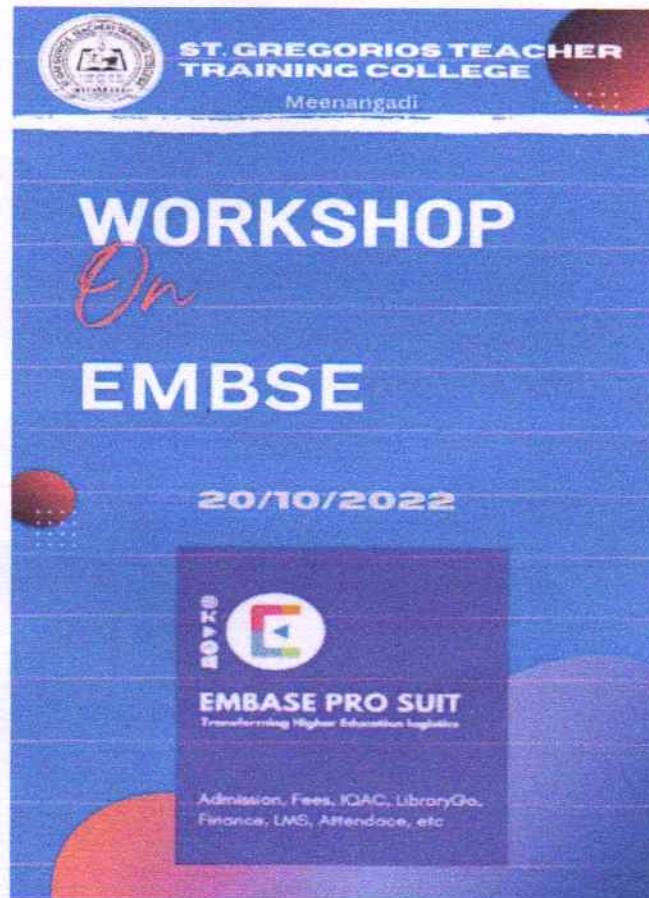 ST. GREGORIOS TEACHER
TRAINING COLLEGE
Meenangadi
WORKSHOP
On
EMBSE
20/10/2022
EMBASE PRO SUIT
Transforming Higher Education logistics
Admission, Fees, IQAC, LibraryGo,
Finance, LMS, Attendace, etc